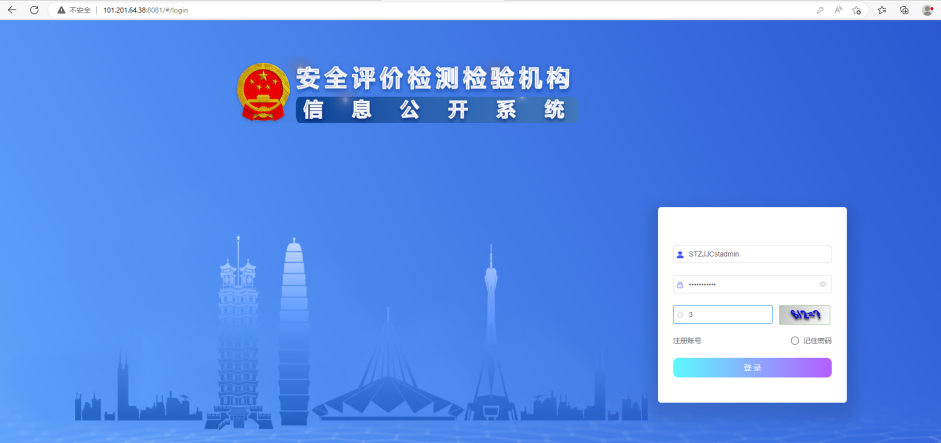 不安全 101.201.64.38:8081/#/login
安全评价检测检验机构
信息公开系统
STZJJCstadmin
•••••••••••
3
注册账号 记住密码
登 录